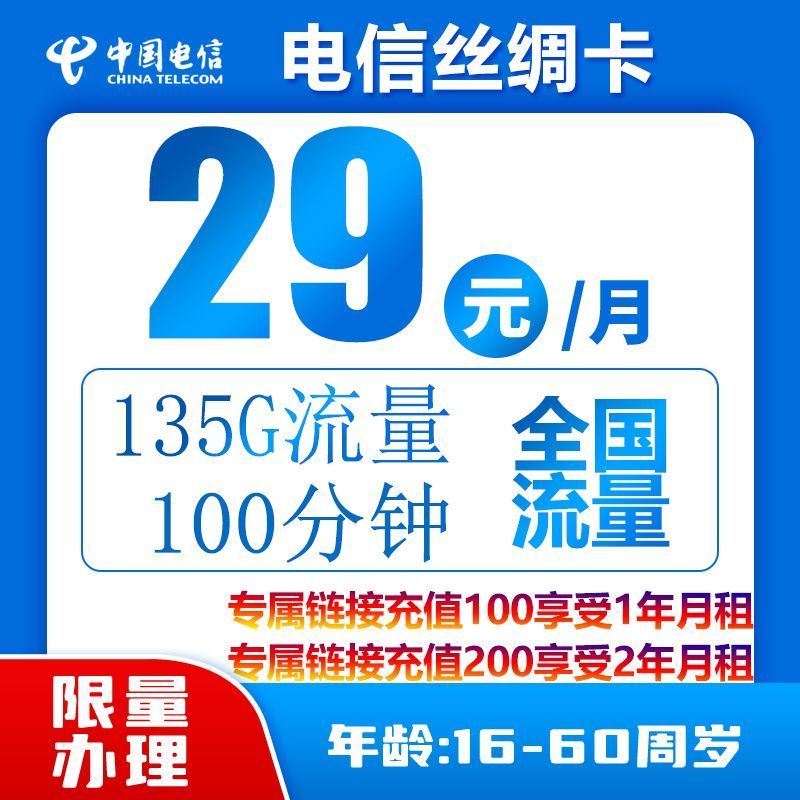 中国电信
CHINA TELECOM
电信丝绸卡
29元/月
135G流量
100分钟
全国
流量
专属链接充值100享受1年月租
专属链接充值200享受2年月租
限量
办理
年龄:16-60周岁